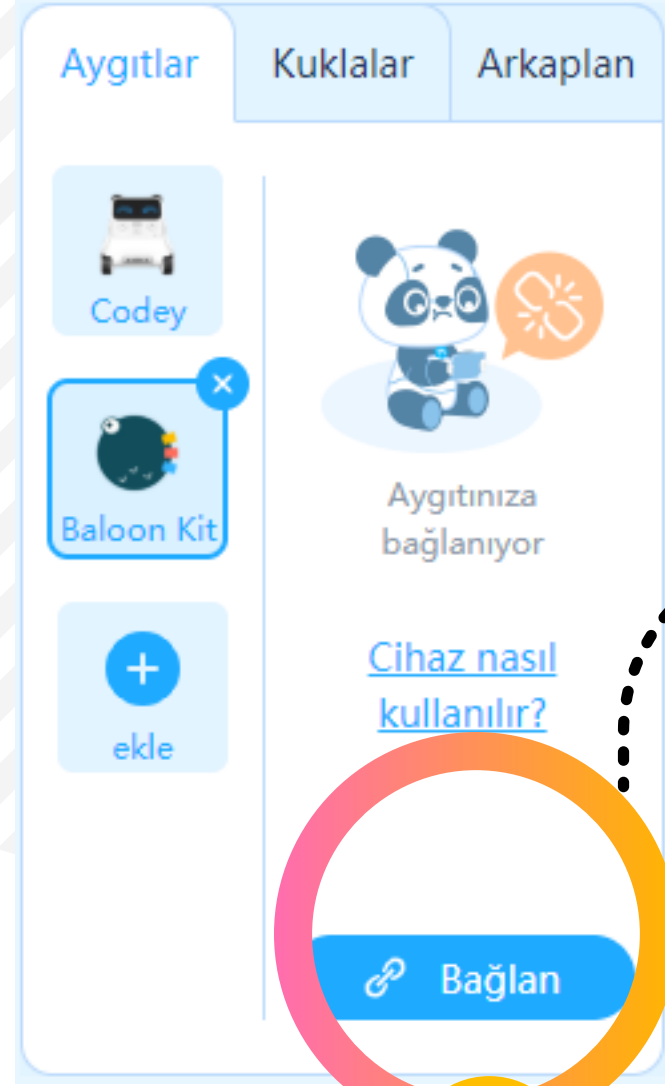 Aygıtlar
Kuklalar
Arkaplan
Codey
Baloon Kit
ekle
Aygıtınıza
bağlanıyor
Cihaz nasıl
kullanılır?
Bağlan